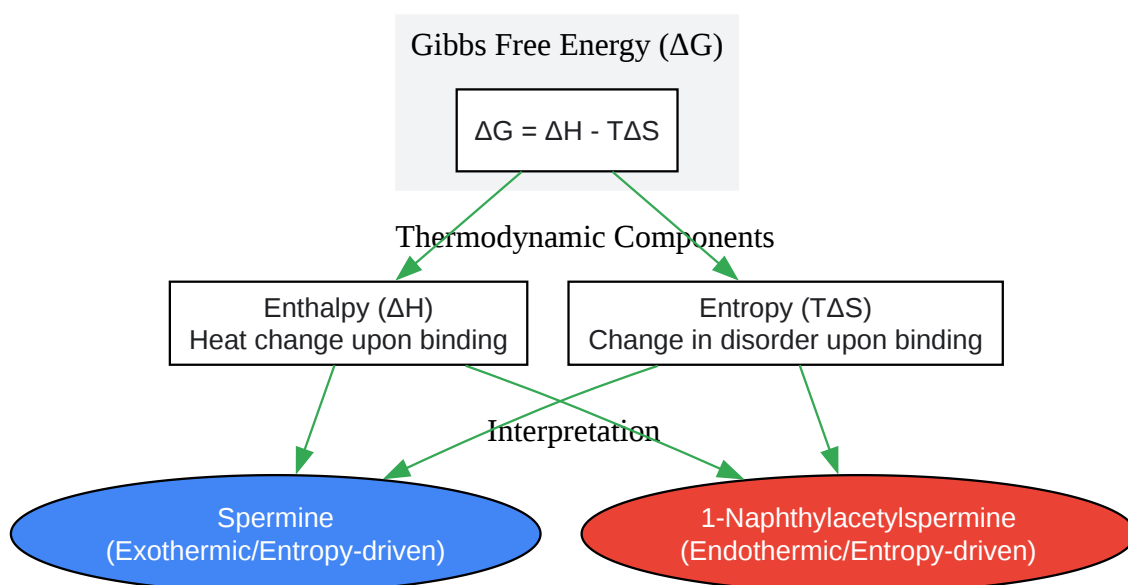 Gibbs Free Energy (ΔG)
ΔG = ΔH - TΔS
Thermodynamic Components
Enthalpy (ΔH)
Heat change upon binding
Entropy (TΔS)
Change in disorder upon binding
Interpretation
Spermine
(Exothermic/Entropy-driven)
1-Naphthylacetylspermine
(Endothermic/Entropy-driven)